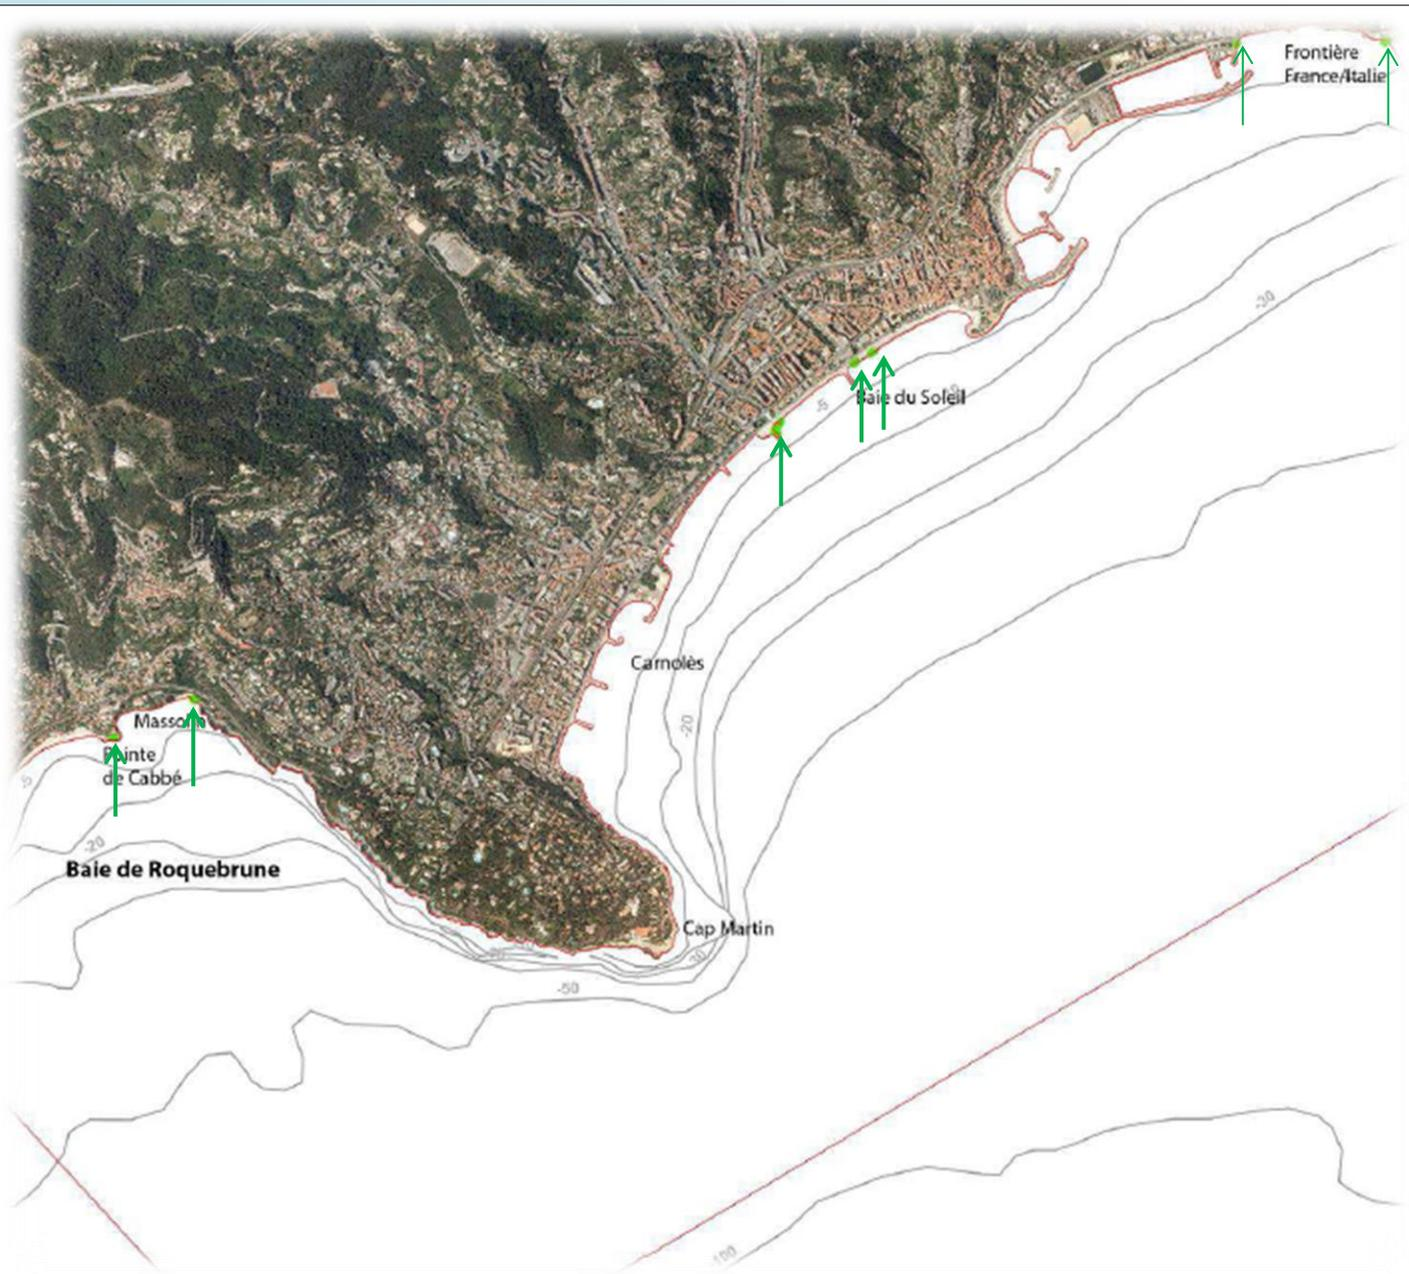 Frontière
France/Italie
-30
-5
Baie du Soleil
Carnolès
-20
Pointe
de Cabbé
-5
-20
Baie de Roquebrune
Cap Martin
-50
-100